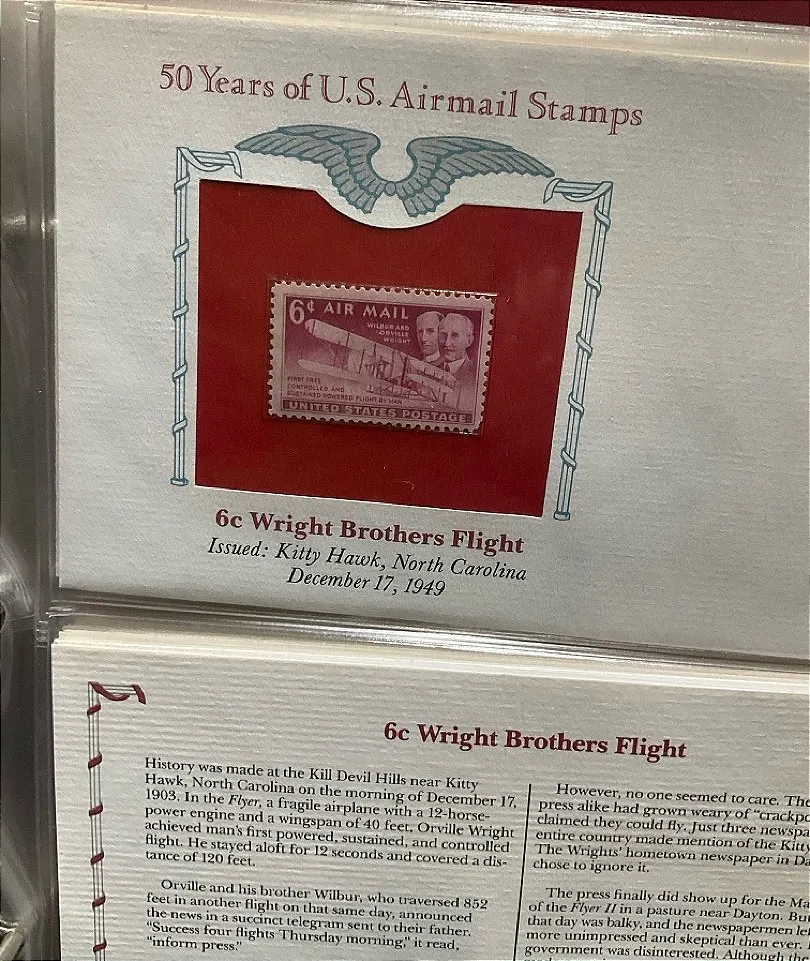 50 Years of U.S. Airmail Stamps
6¢ AIR MAIL
WILBUR AND
ORVILLE
WRIGHT
FIRST FREE
CONTROLLED AND
SUSTAINED POWERED FLIGHT BY MAN
UNITED STATES POSTAGE
6c Wright Brothers Flight
Issued: Kitty Hawk, North Carolina
December 17, 1949
6c Wright Brothers Flight
History was made at the Kill Devil Hills near Kitty
Hawk, North Carolina on the morning of December 17,
1903. In the Flyer, a fragile airplane with a 12-horse-
power engine and a wingspan of 40 feet, Orville Wright
achieved man's first powered, sustained, and controlled
flight. He stayed aloft for 12 seconds and covered a dis-
tance of 120 feet.
Orville and his brother Wilbur, who traversed 852
feet in another flight on that same day, announced
the news in a succinct telegram sent to their father.
"Success four flights Thursday morning," it read,
"inform press."
However, no one seemed to care. The
press alike had grown weary of "crackpo
claimed they could fly. Just three newspa
entire country made mention of the Kitty
The Wrights' hometown newspaper in Da
chose to ignore it.
The press finally did show up for the Ma
of the Flyer II in a pasture near Dayton. Bu
that day was balky, and the newspapermen lef
more unimpressed and skeptical than ever.
government was disinterested. Although the